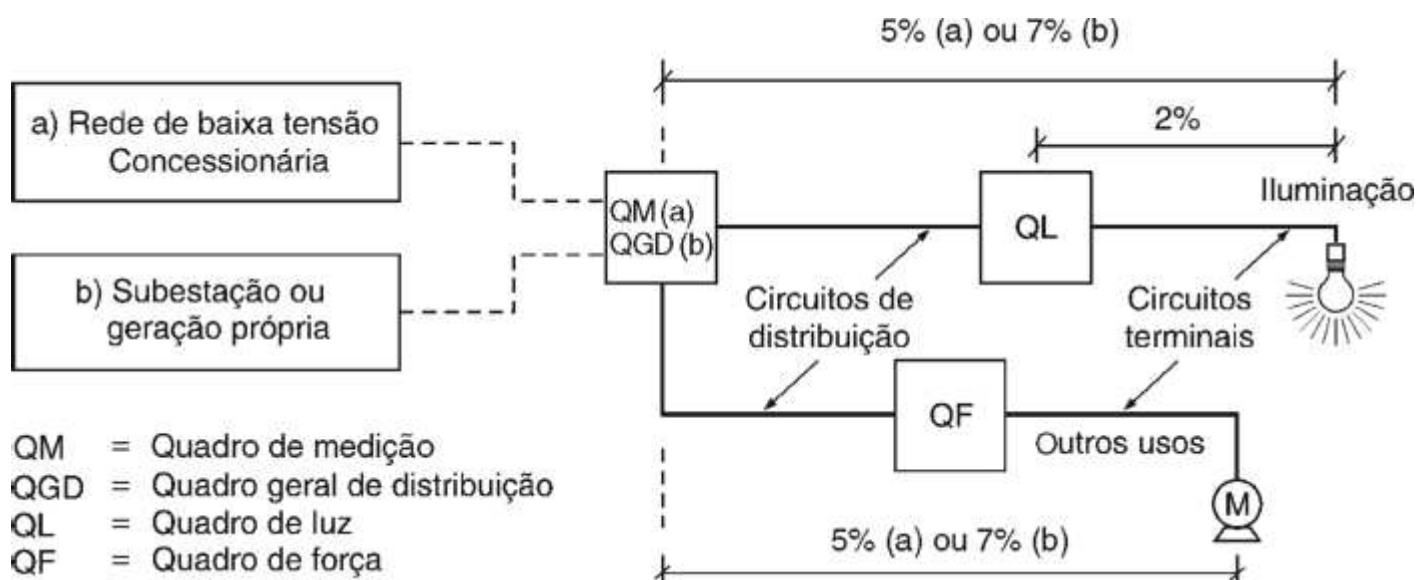 5% (a) ou 7% (b)
a) Rede de baixa tensão
Concessionária
2%
Iluminação
QM (a)
QGD (b)
QL
b) Subestação ou
geração própria
Circuitos de
distribuição
Circuitos
terminais
QF
Outros usos
M
QM = Quadro de medição
QGD = Quadro geral de distribuição
QL = Quadro de luz
QF = Quadro de força
5% (a) ou 7% (b)